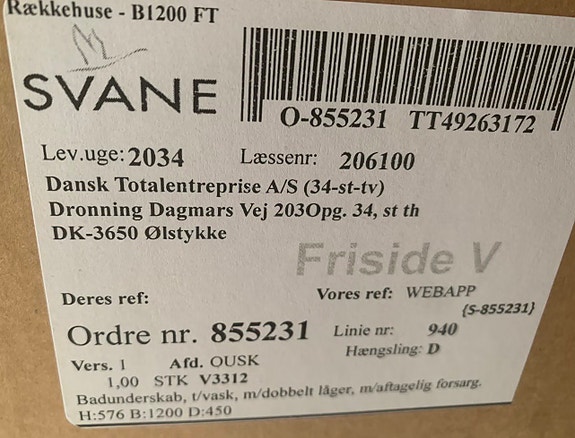 Rækkehuse - B1200 FT
SVANE
O-855231 TT49263172
Lev.uge: 2034 Læssenr: 206100
Dansk Totalentreprise A/S (34-st-tv)
Dronning Dagmars Vej 203Opg. 34, st th
DK-3650 Ølstykke
Friside V
Deres ref: Vores ref: WEBAPP
{S-855231}
Ordre nr. 855231 Linie nr: 940
Hængsling: D
Vers. 1 Afd. OUSK
1,00 STK V3312
Badunderskab, t/vask, m/dobbelt låger, m/aftagelig forsarg.
H:576 B:1200 D:450